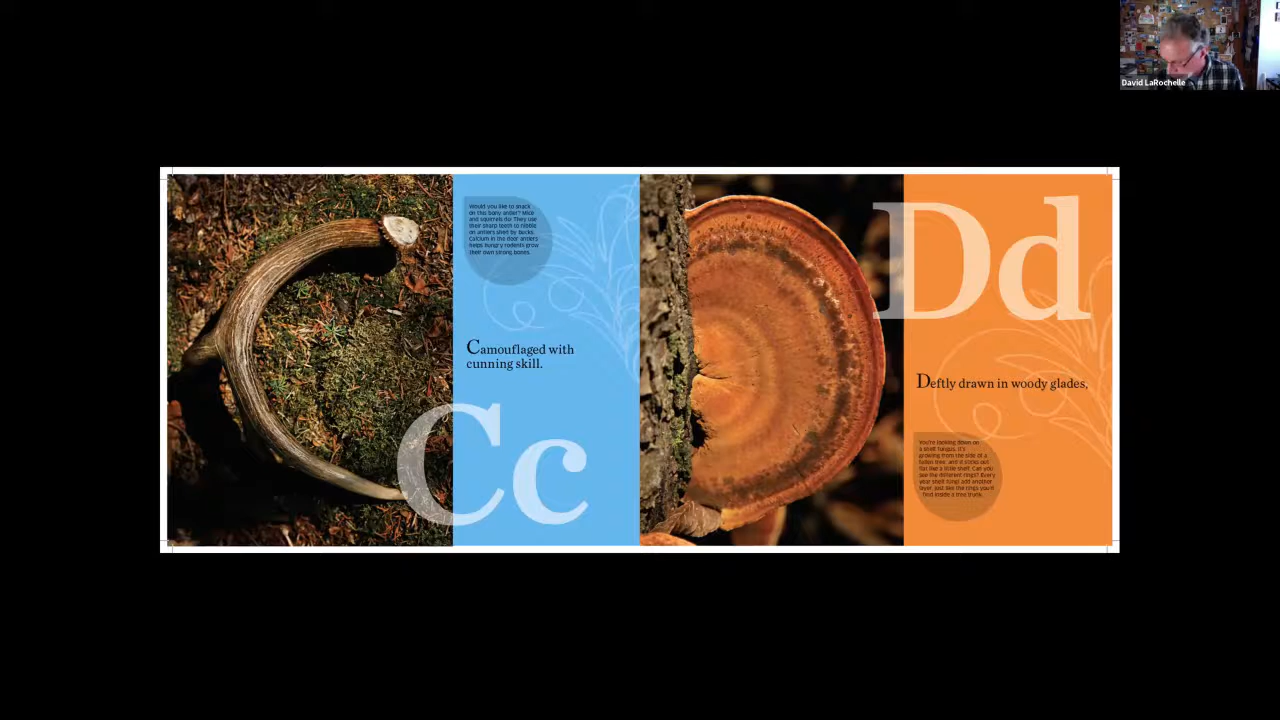 David LaRochelle
Would you like to snack
on this bony antler? Mice
and squirrels do! They use
their sharp teeth to nibble
on antlers shed by bucks.
Calcium in the deer antlers
helps hungry rodents grow
their own strong bones.
Camouflaged with
cunning skill.
Cc
Dd
Deftly drawn in woody glades,
You're looking down on
a shelf fungus. It's
growing from the side of a
fallen tree, and it sticks out
flat like a little shelf. Can you
see the different rings? Every
year shelf fungi add another
layer, just like the rings you'd
find inside a tree trunk.